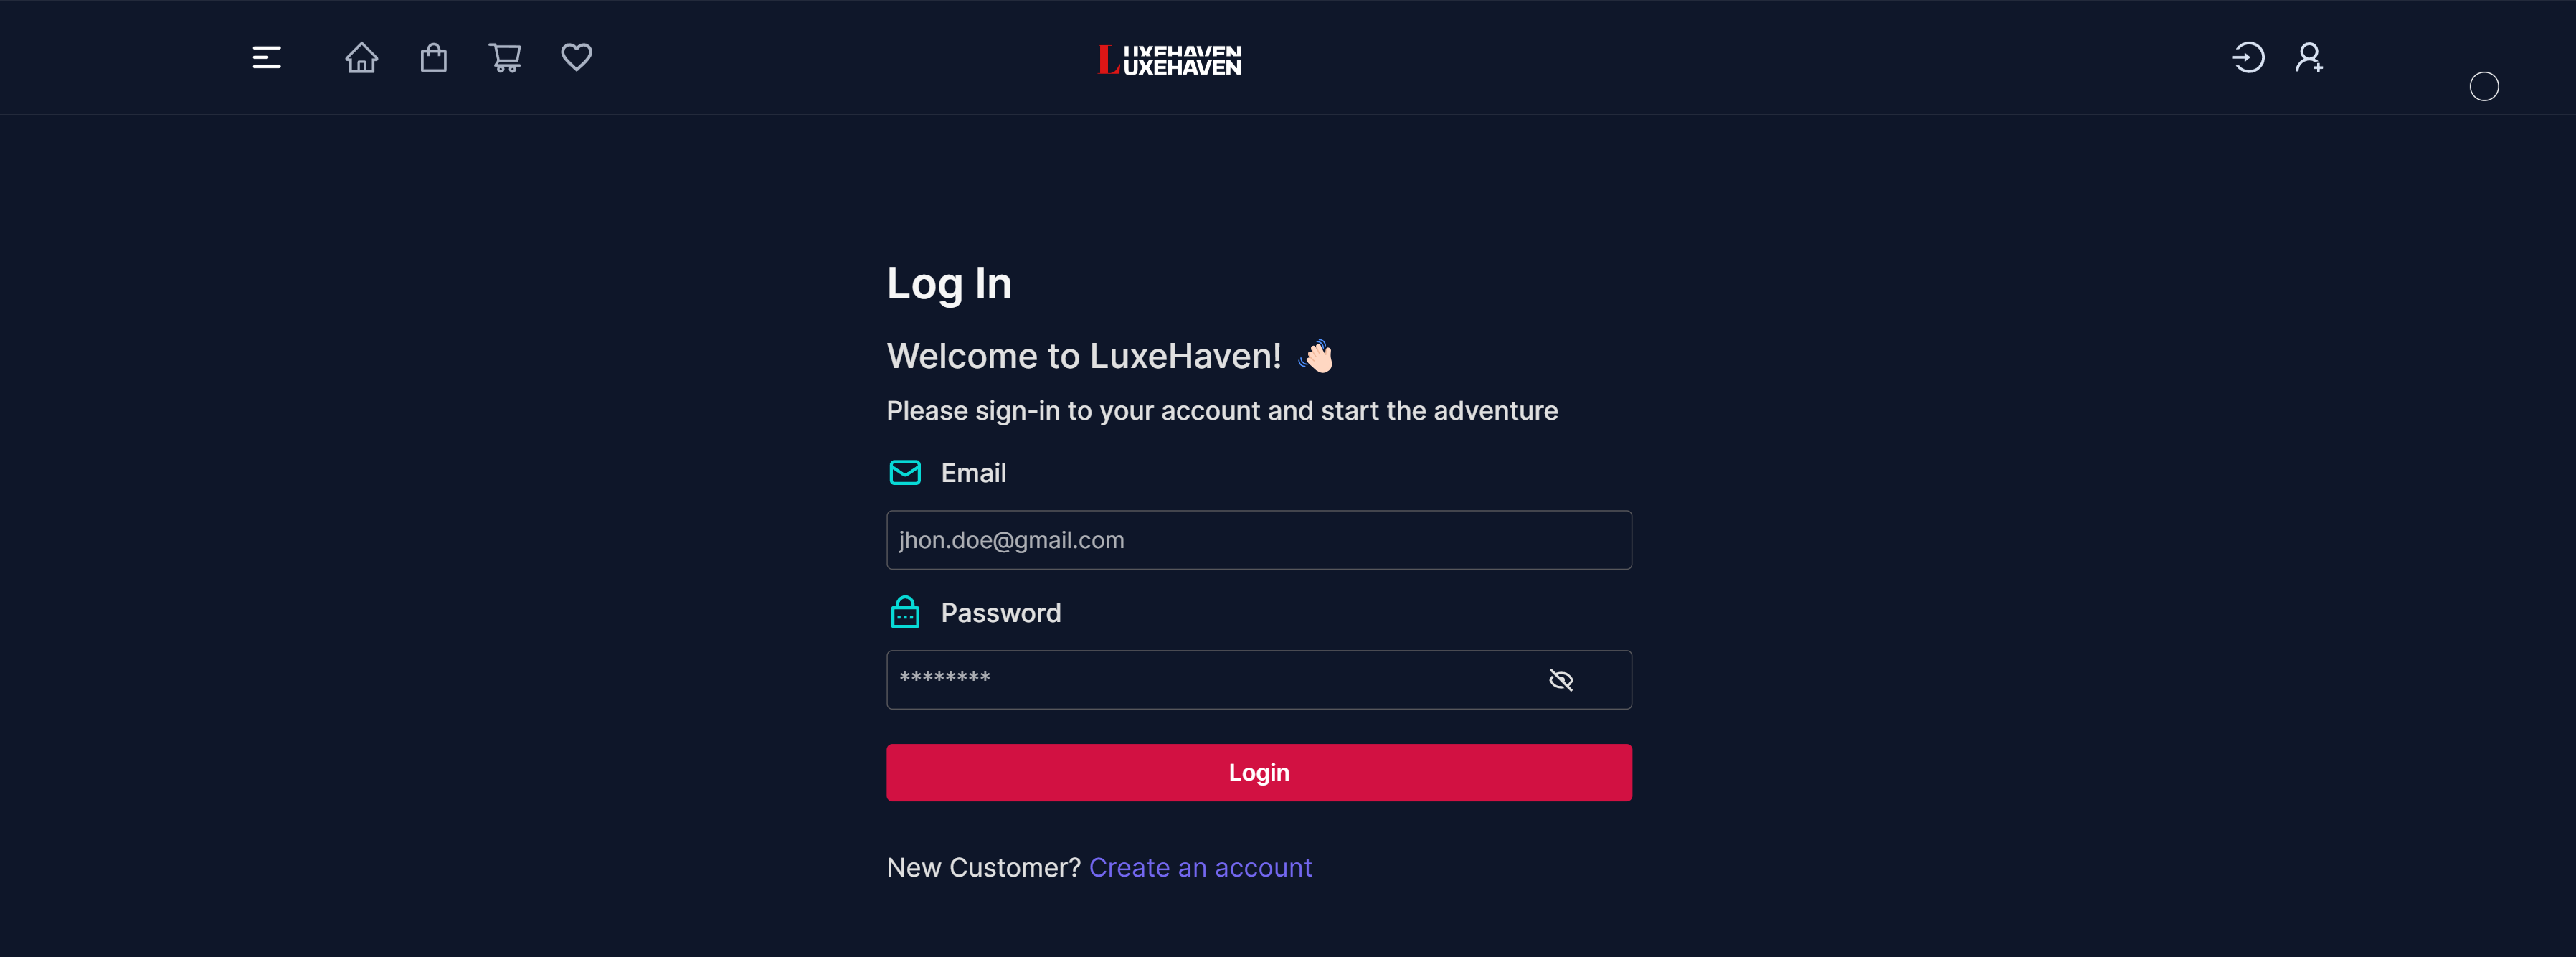 LUXEHAVEN
UXEHAVEN
Log In
Welcome to LuxeHaven! 👋🏻
Please sign-in to your account and start the adventure
Email
jhon.doe@gmail.com
Password
********
Login
New Customer? Create an account